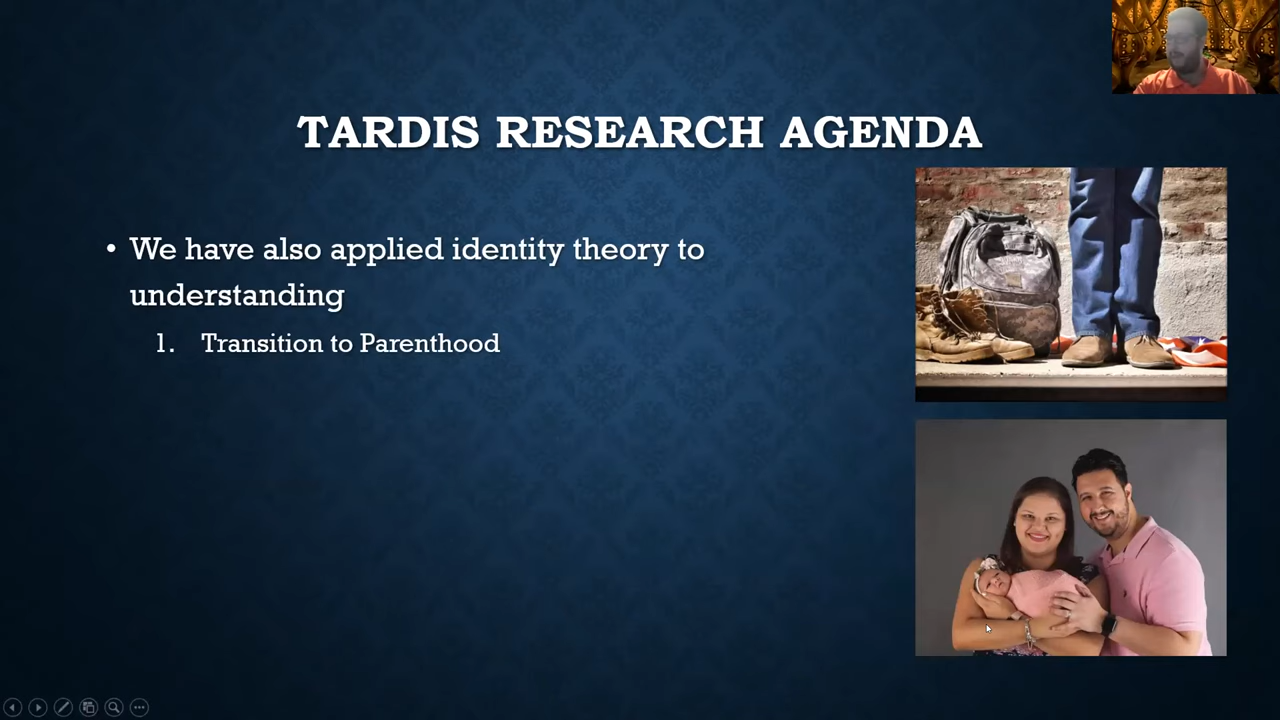 TARDIS RESEARCH AGENDA
• We have also applied identity theory to
understanding
1. Transition to Parenthood